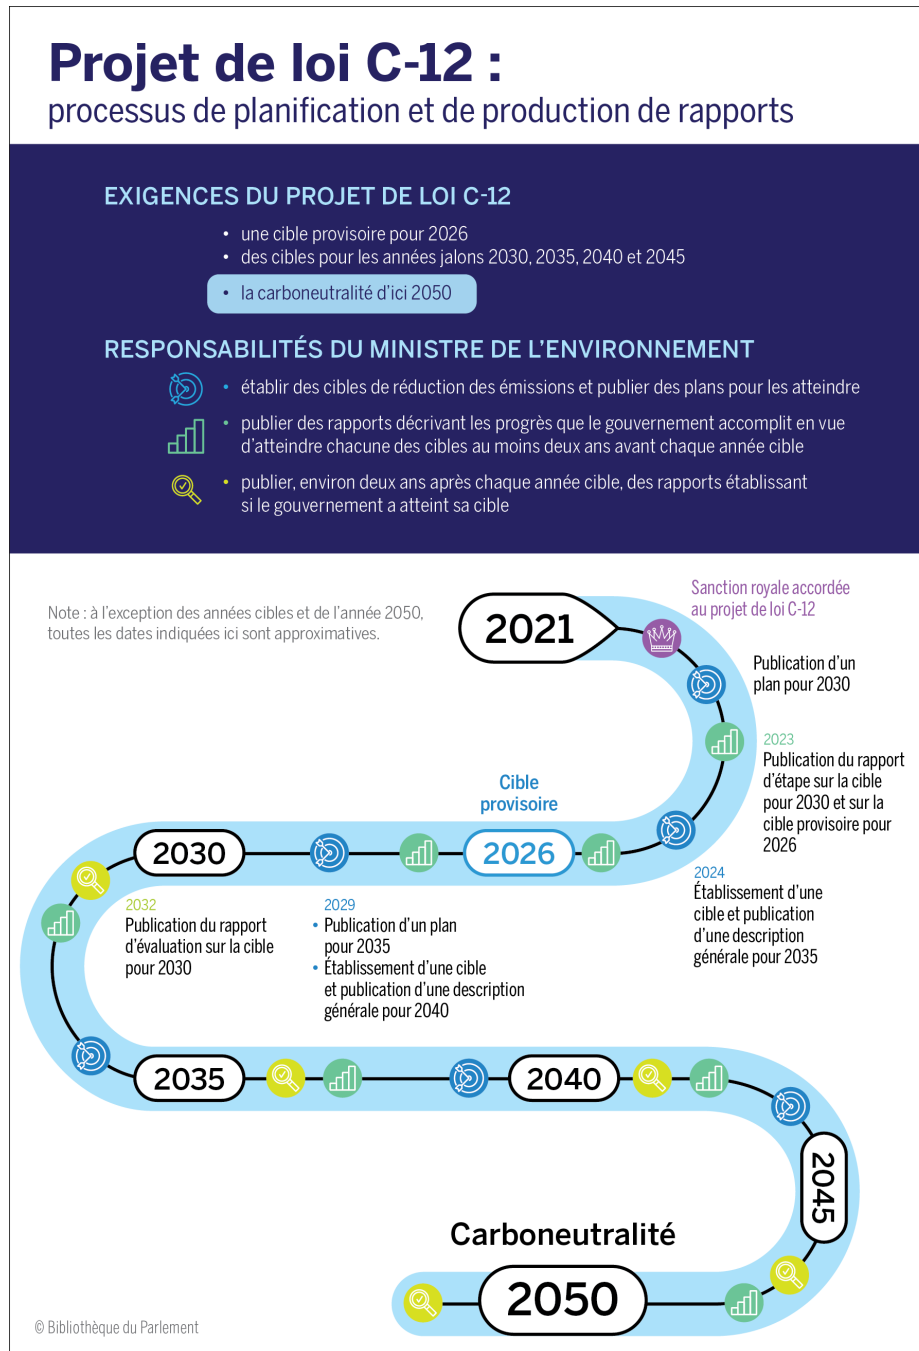 Projet de loi C-12 :
processus de planification et de production de rapports
EXIGENCES DU PROJET DE LOI C-12
• une cible provisoire pour 2026
• des cibles pour les années jalons 2030, 2035, 2040 et 2045
• la carboneutralité d'ici 2050
RESPONSABILITÉS DU MINISTRE DE L'ENVIRONNEMENT
• établir des cibles de réduction des émissions et publier des plans pour les atteindre
• publier des rapports décrivant les progrès que le gouvernement accomplit en vue
d'atteindre chacune des cibles au moins deux ans avant chaque année cible
• publier, environ deux ans après chaque année cible, des rapports établissant
si le gouvernement a atteint sa cible
Note : à l'exception des années cibles et de l'année 2050,
toutes les dates indiquées ici sont approximatives.
2021
Sanction royale accordée
au projet de loi C-12
Publication d'un
plan pour 2030
2023
Publication du rapport
d'étape sur la cible
pour 2030 et sur la
cible provisoire pour
2026
2024
Établissement d'une
cible et publication
d'une description
générale pour 2035
Cible
provisoire
2026
2029
• Publication d'un plan
pour 2035
• Établissement d'une cible
et publication d'une description
générale pour 2040
2030
2032
Publication du rapport
d'évaluation sur la cible
pour 2030
2035
2040
2045
Carboneutralité
2050
© Bibliothèque du Parlement